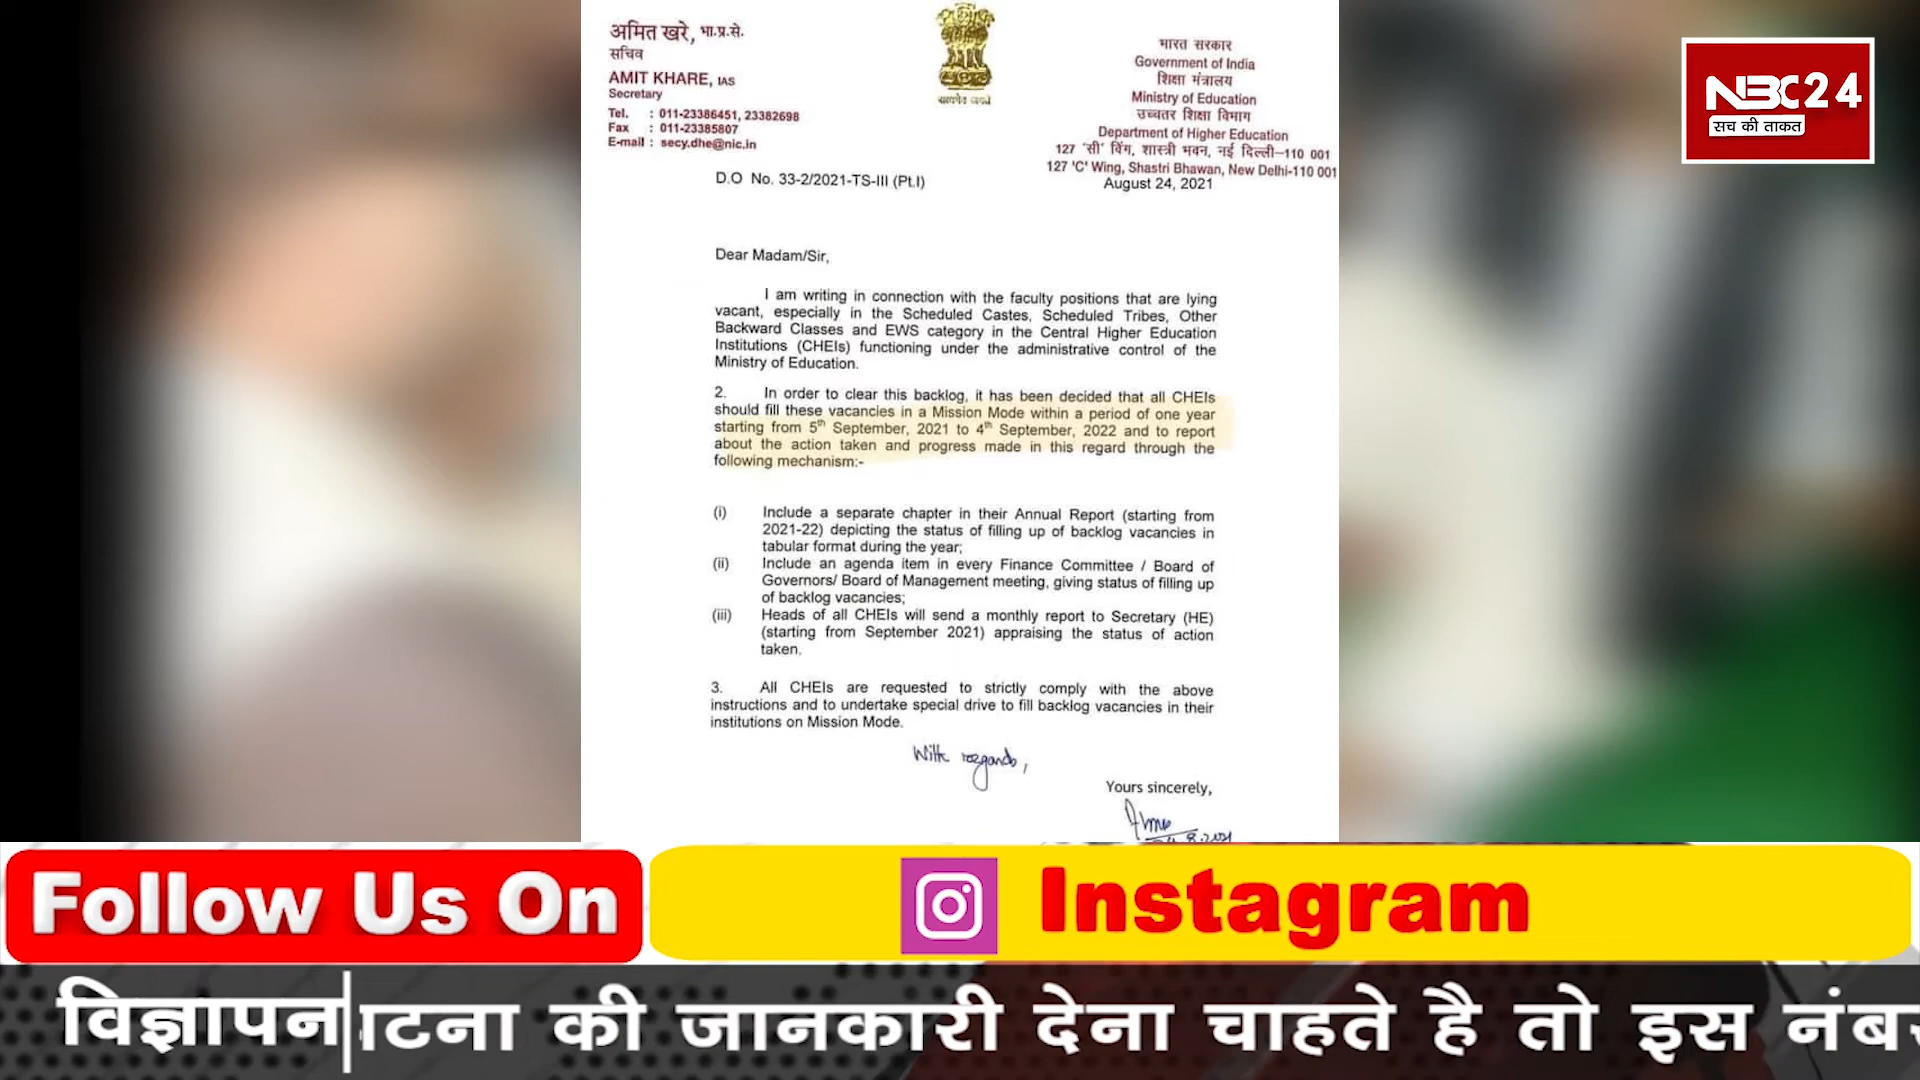 अमित खरे, भा.प्र.से.
सचिव
AMIT KHARE, IAS
Secretary
Tel. : 011-23386451, 23382698
Fax : 011-23385807
E-mail : secy.dhe@nic.in
सत्यमेव जयते
भारत सरकार
Government of India
शिक्षा मंत्रालय
Ministry of Education
उच्चतर शिक्षा विभाग
Department of Higher Education
127 'सी' विंग, शास्त्री भवन, नई दिल्ली–110 001
127 'C' Wing, Shastri Bhawan, New Delhi-110 001
D.O No. 33-2/2021-TS-III (Pt.I)
August 24, 2021
NBC24
सच की ताकत
Dear Madam/Sir,
I am writing in connection with the faculty positions that are lying
vacant, especially in the Scheduled Castes, Scheduled Tribes, Other
Backward Classes and EWS category in the Central Higher Education
Institutions (CHEIs) functioning under the administrative control of the
Ministry of Education.
2. In order to clear this backlog, it has been decided that all CHEIs
should fill these vacancies in a Mission Mode within a period of one year
starting from 5th September, 2021 to 4th September, 2022 and to report
about the action taken and progress made in this regard through the
following mechanism:-
(i) Include a separate chapter in their Annual Report (starting from
2021-22) depicting the status of filling up of backlog vacancies in
tabular format during the year;
(ii) Include an agenda item in every Finance Committee / Board of
Governors/ Board of Management meeting, giving status of filling up
of backlog vacancies;
(iii) Heads of all CHEIs will send a monthly report to Secretary (HE)
(starting from September 2021) appraising the status of action
taken.
3. All CHEIs are requested to strictly comply with the above
instructions and to undertake special drive to fill backlog vacancies in their
institutions on Mission Mode.
With regards,
Yours sincerely,
Follow Us On
Instagram
विज्ञापन
टना की जानकारी देना चाहते है तो इस नंबर